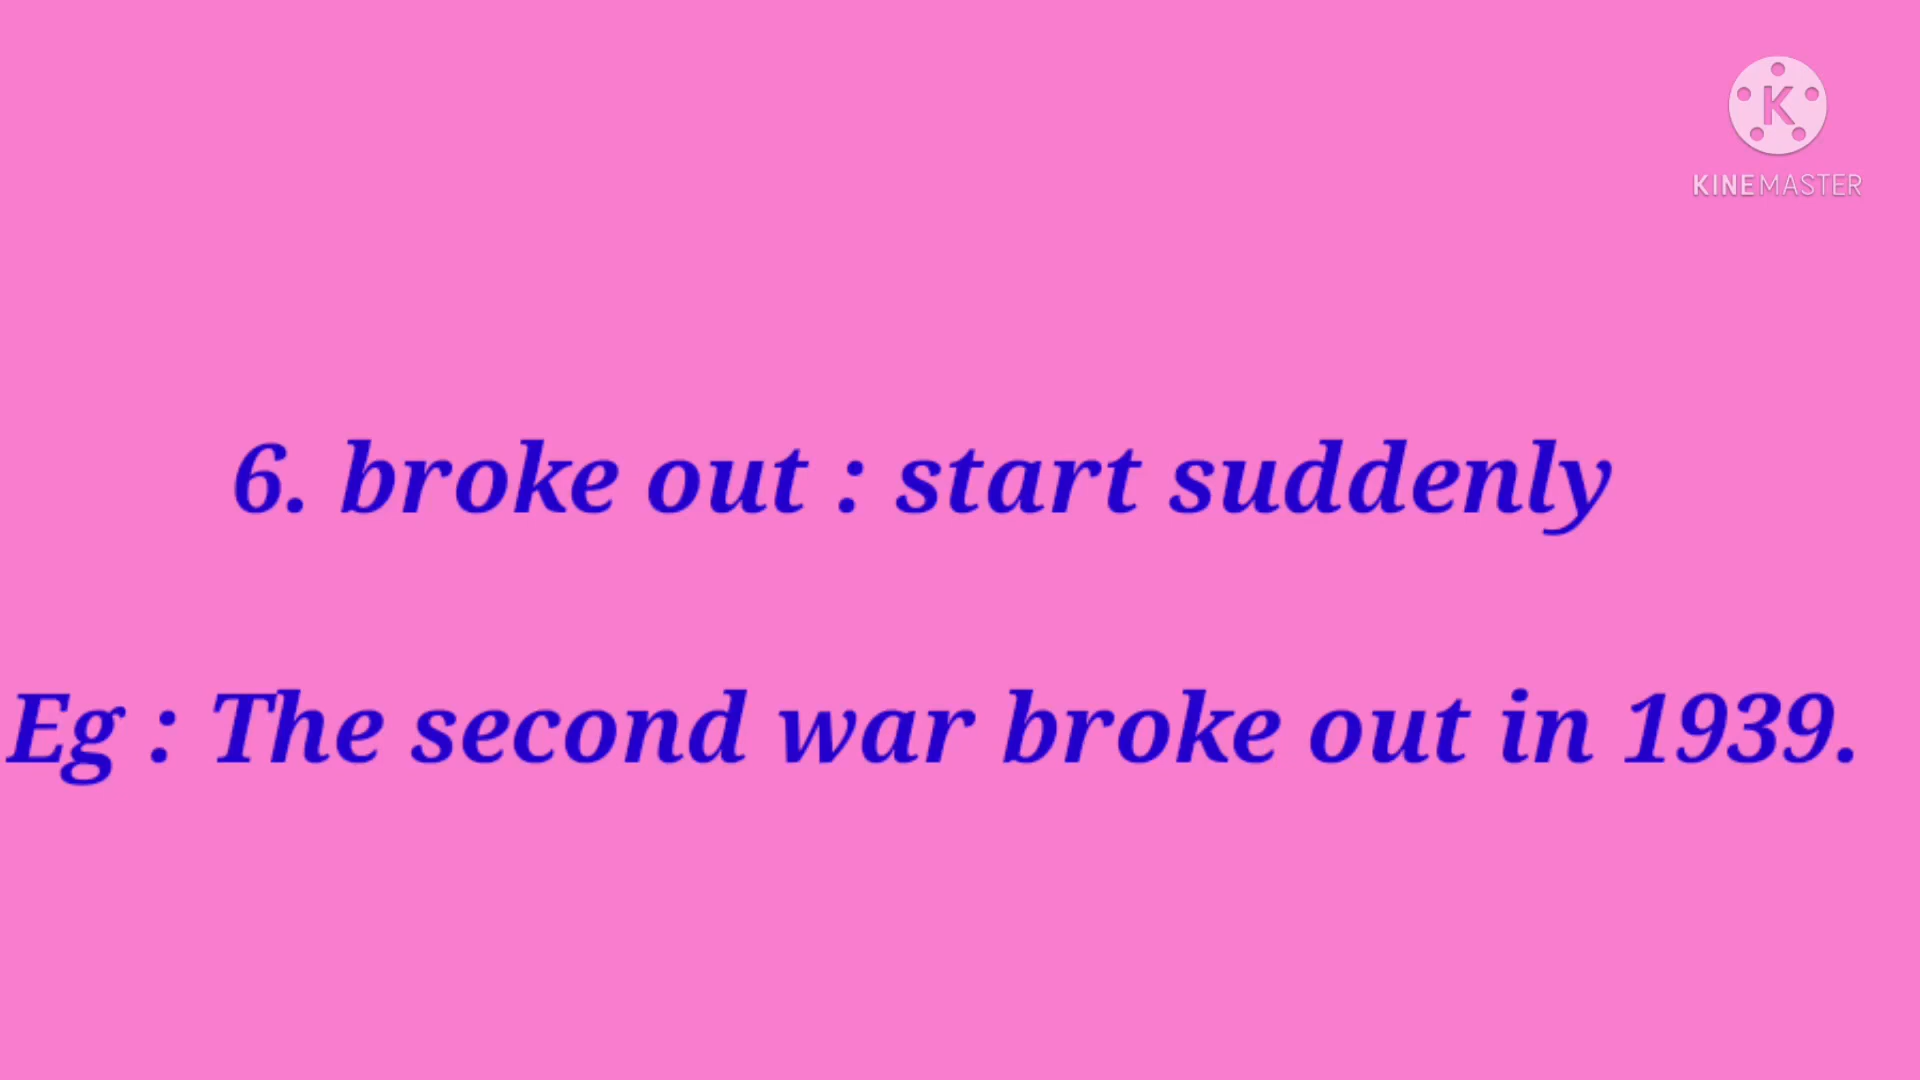 K
KINEMASTER
6. broke out : start suddenly
Eg : The second war broke out in 1939.